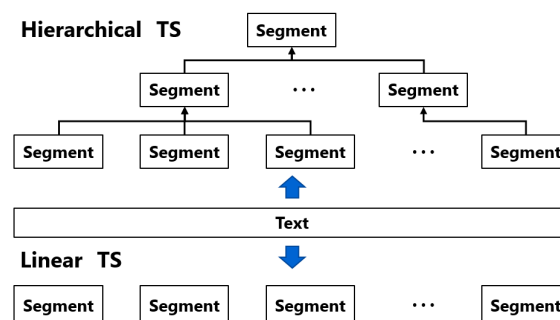 Hierarchical TS
Segment
Segment ... Segment
Segment Segment Segment ... Segment
Text
Linear TS
Segment Segment Segment ... Segment